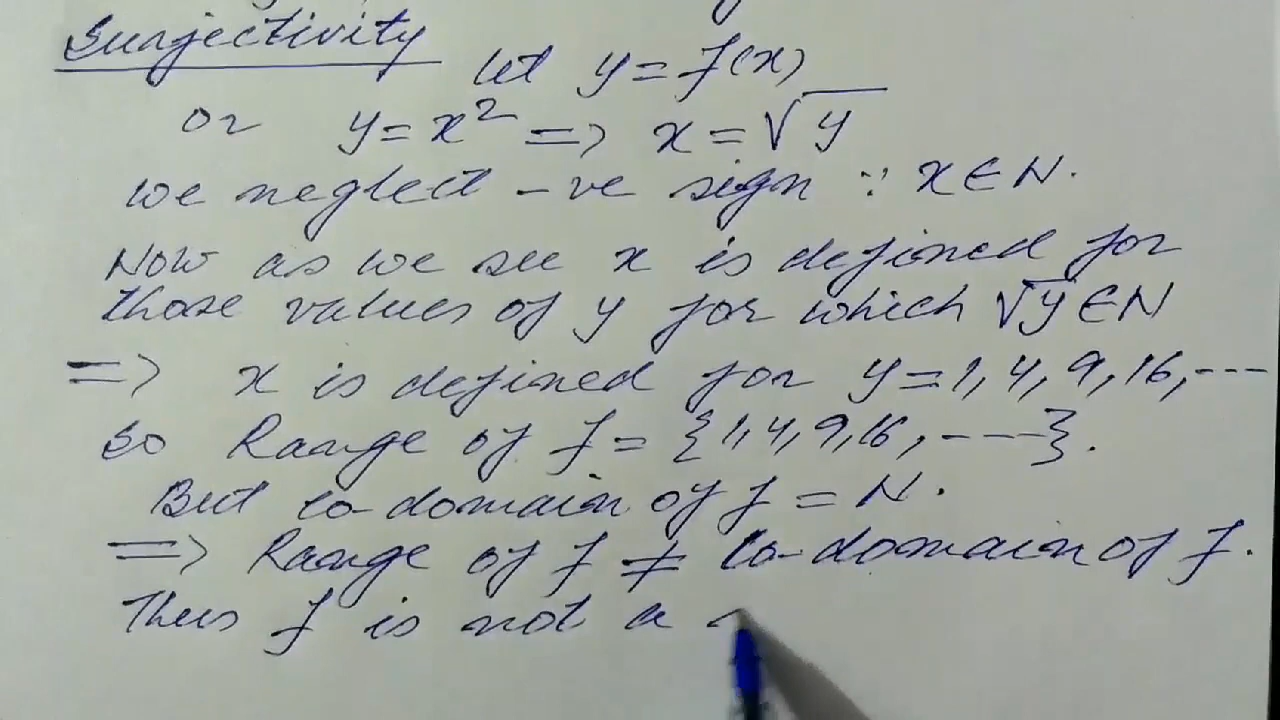 Surjectivity
Let y = f(x)
or y = x² => x = √y
we neglect -ve sign ∵ x ∈ N.
Now as we see x is defined for
those values of y for which √y ∈ N
=> x is defined for y = 1, 4, 9, 16, ---
so Range of f = {1, 4, 9, 16, ----}.
But co-domain of f = N.
=> Range of f ≠ Co-domain of f.
Thus f is not a